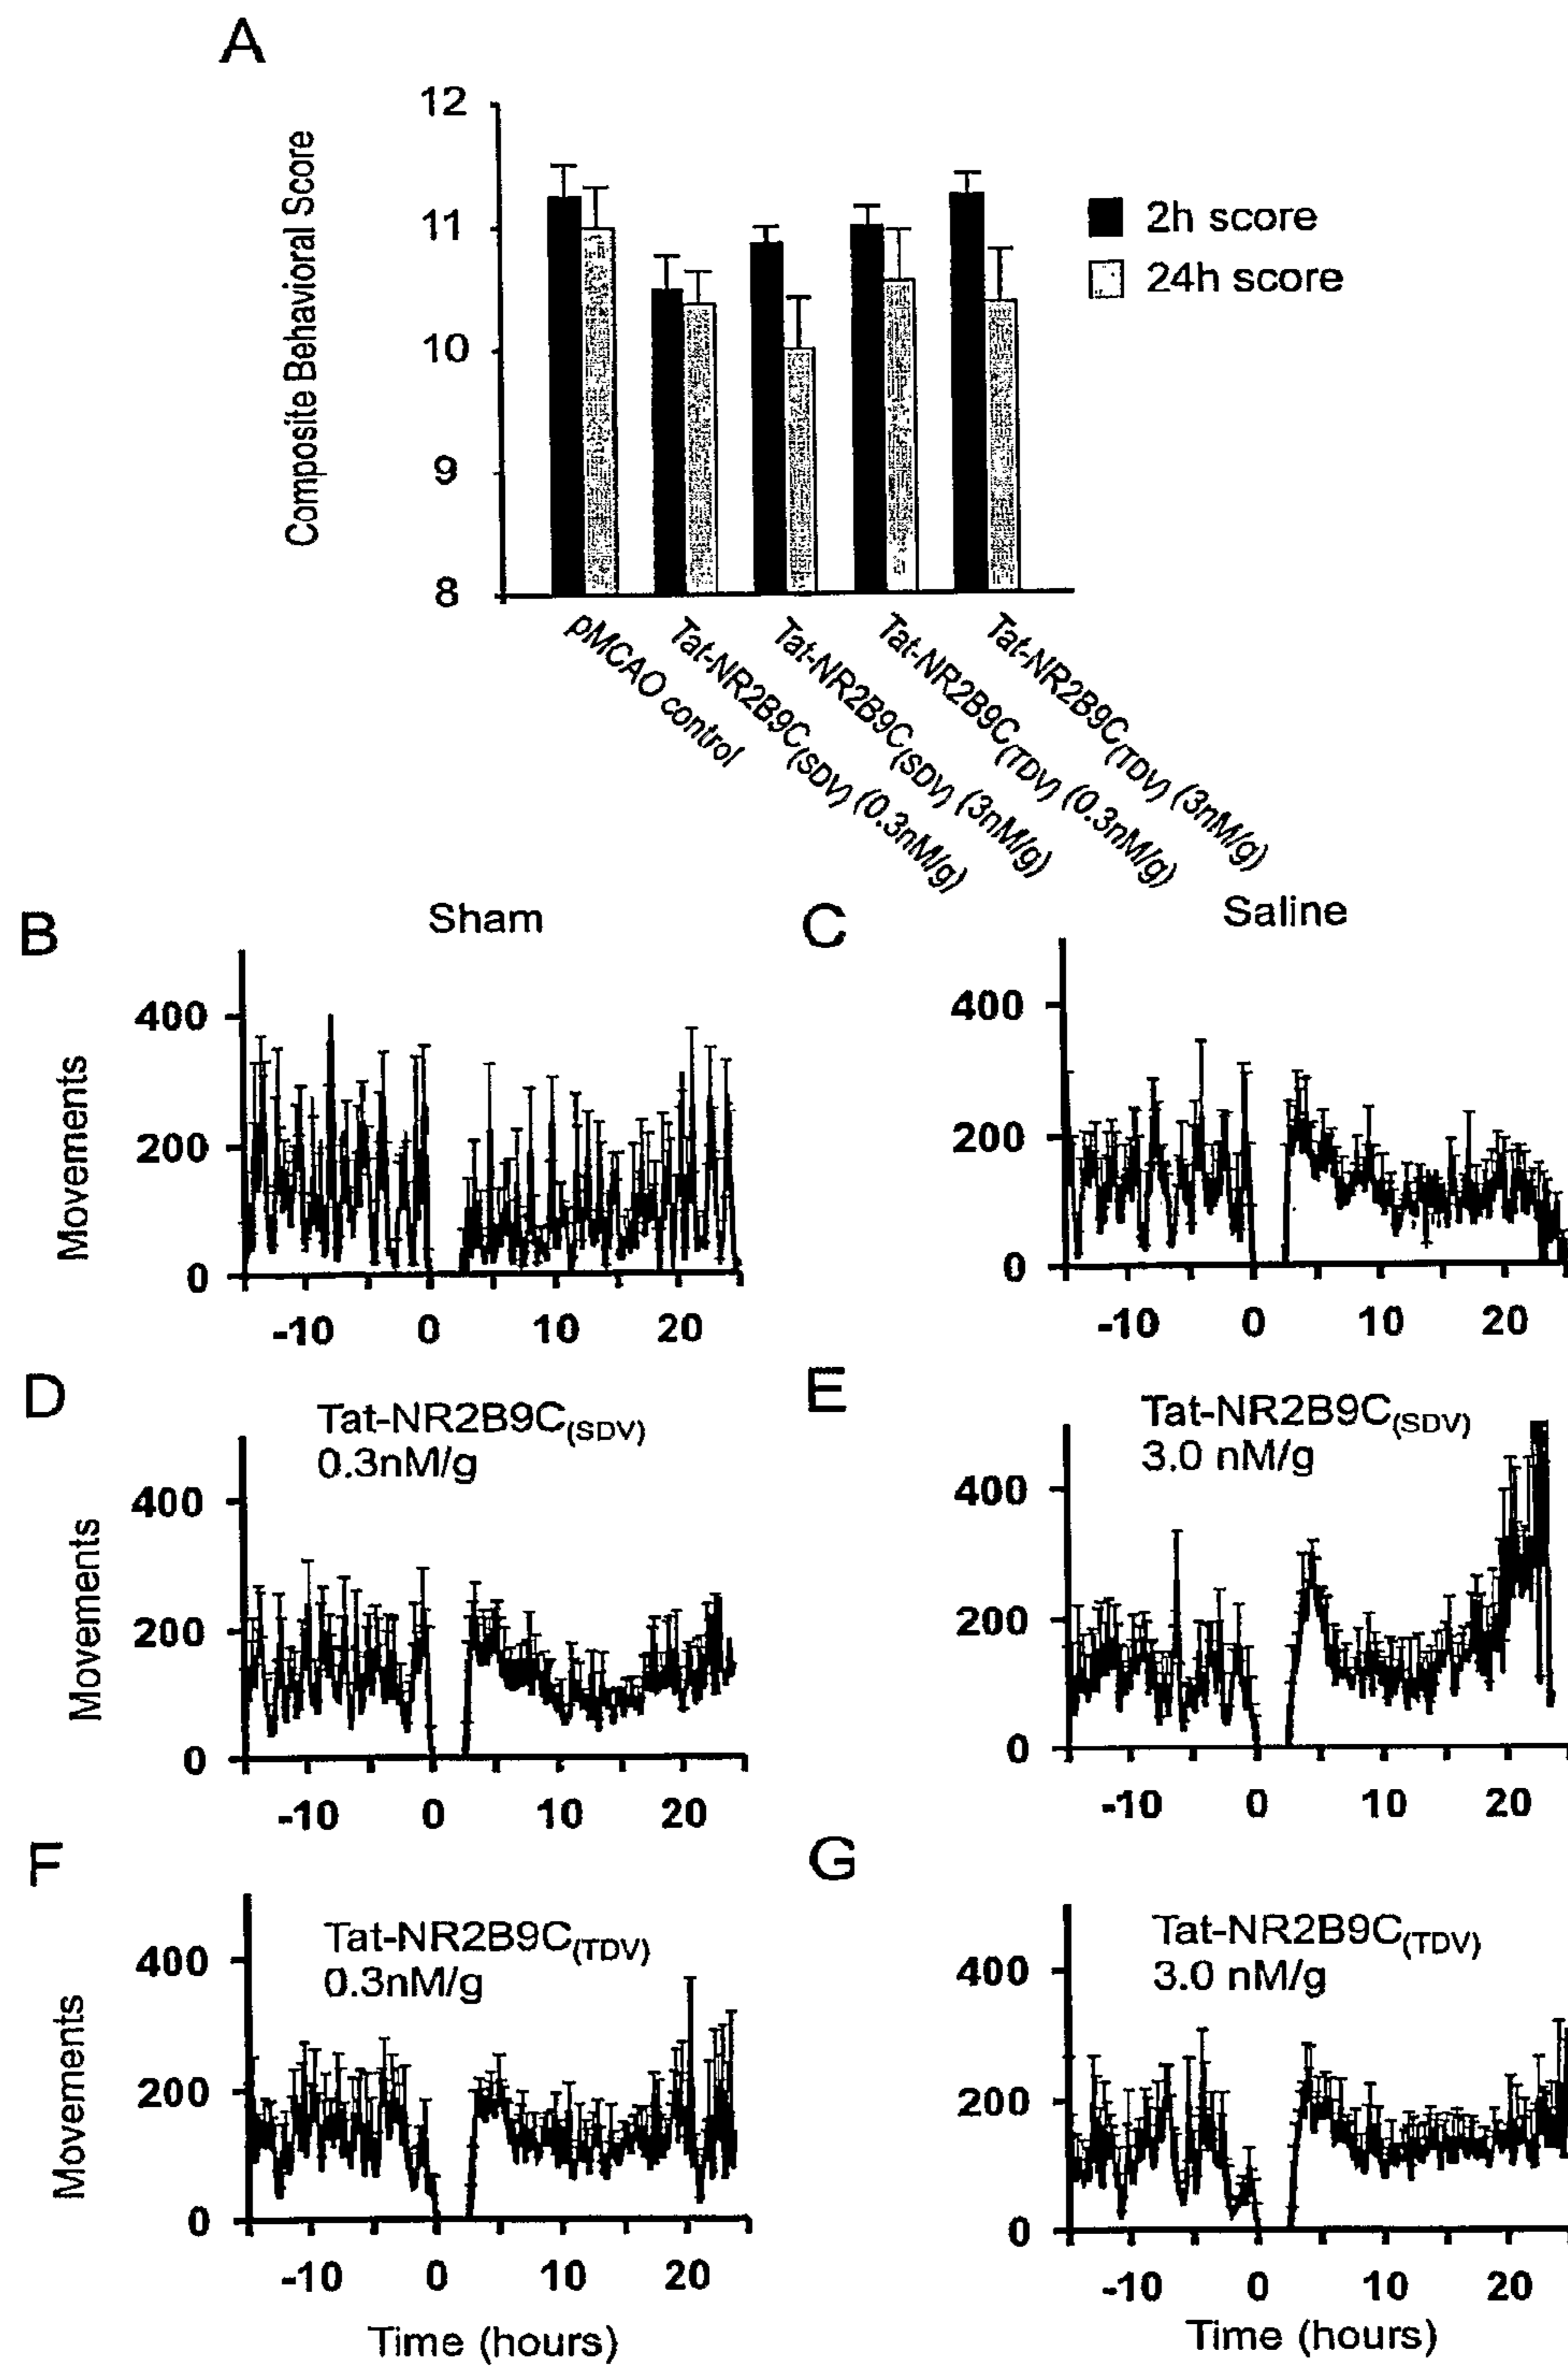 A
Composite Behavioral Score
12
11
10
9
8
2h score
24h score
pMCAO control
Tat-NR2B9C(SDV) (0.3nM/g)
Tat-NR2B9C(SDV) (3nM/g)
Tat-NR2B9C(TDV) (0.3nM/g)
Tat-NR2B9C(TDV) (3nM/g)
B
Sham
Movements
400
200
0
-10 0 10 20
C
Saline
400
200
0
-10 0 10 20
D
Tat-NR2B9C(SDV)
0.3nM/g
Movements
400
200
0
-10 0 10 20
E
Tat-NR2B9C(SDV)
3.0 nM/g
400
200
0
-10 0 10 20
F
Tat-NR2B9C(TDV)
0.3nM/g
Movements
400
200
0
-10 0 10 20
Time (hours)
G
Tat-NR2B9C(TDV)
3.0 nM/g
400
200
0
-10 0 10 20
Time (hours)